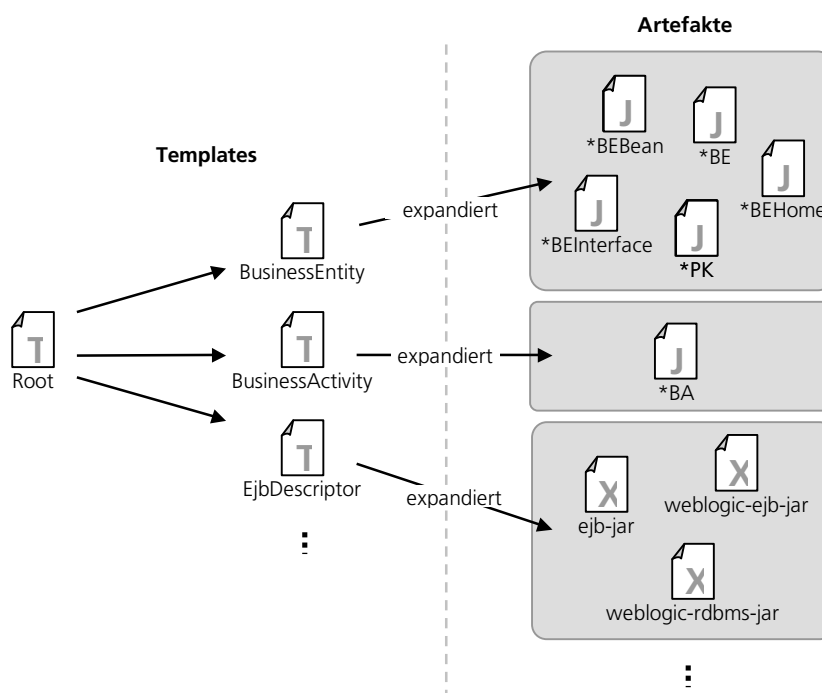 Artefakte
J
*BEBean
J
*BE
Templates
J
*BEHome
expandiert
J
*BEInterface
J
*PK
T
BusinessEntity
T
Root
T
BusinessActivity
expandiert
J
*BA
T
EjbDescriptor
expandiert
X
ejb-jar
X
weblogic-ejb-jar
X
weblogic-rdbms-jar